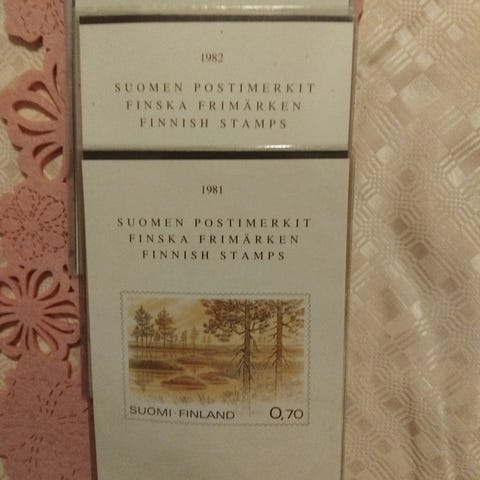 1982
SUOMEN POSTIMERKIT
FINSKA FRIMÄRKEN
FINNISH STAMPS
1981
SUOMEN POSTIMERKIT
FINSKA FRIMÄRKEN
FINNISH STAMPS
SUOMI-FINLAND 0,70